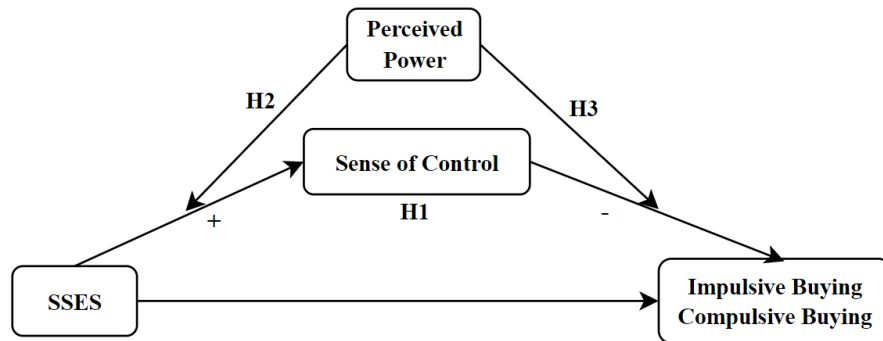 Perceived
Power
H2
H3
Sense of Control
+
H1
-
SSES
Impulsive Buying
Compulsive Buying